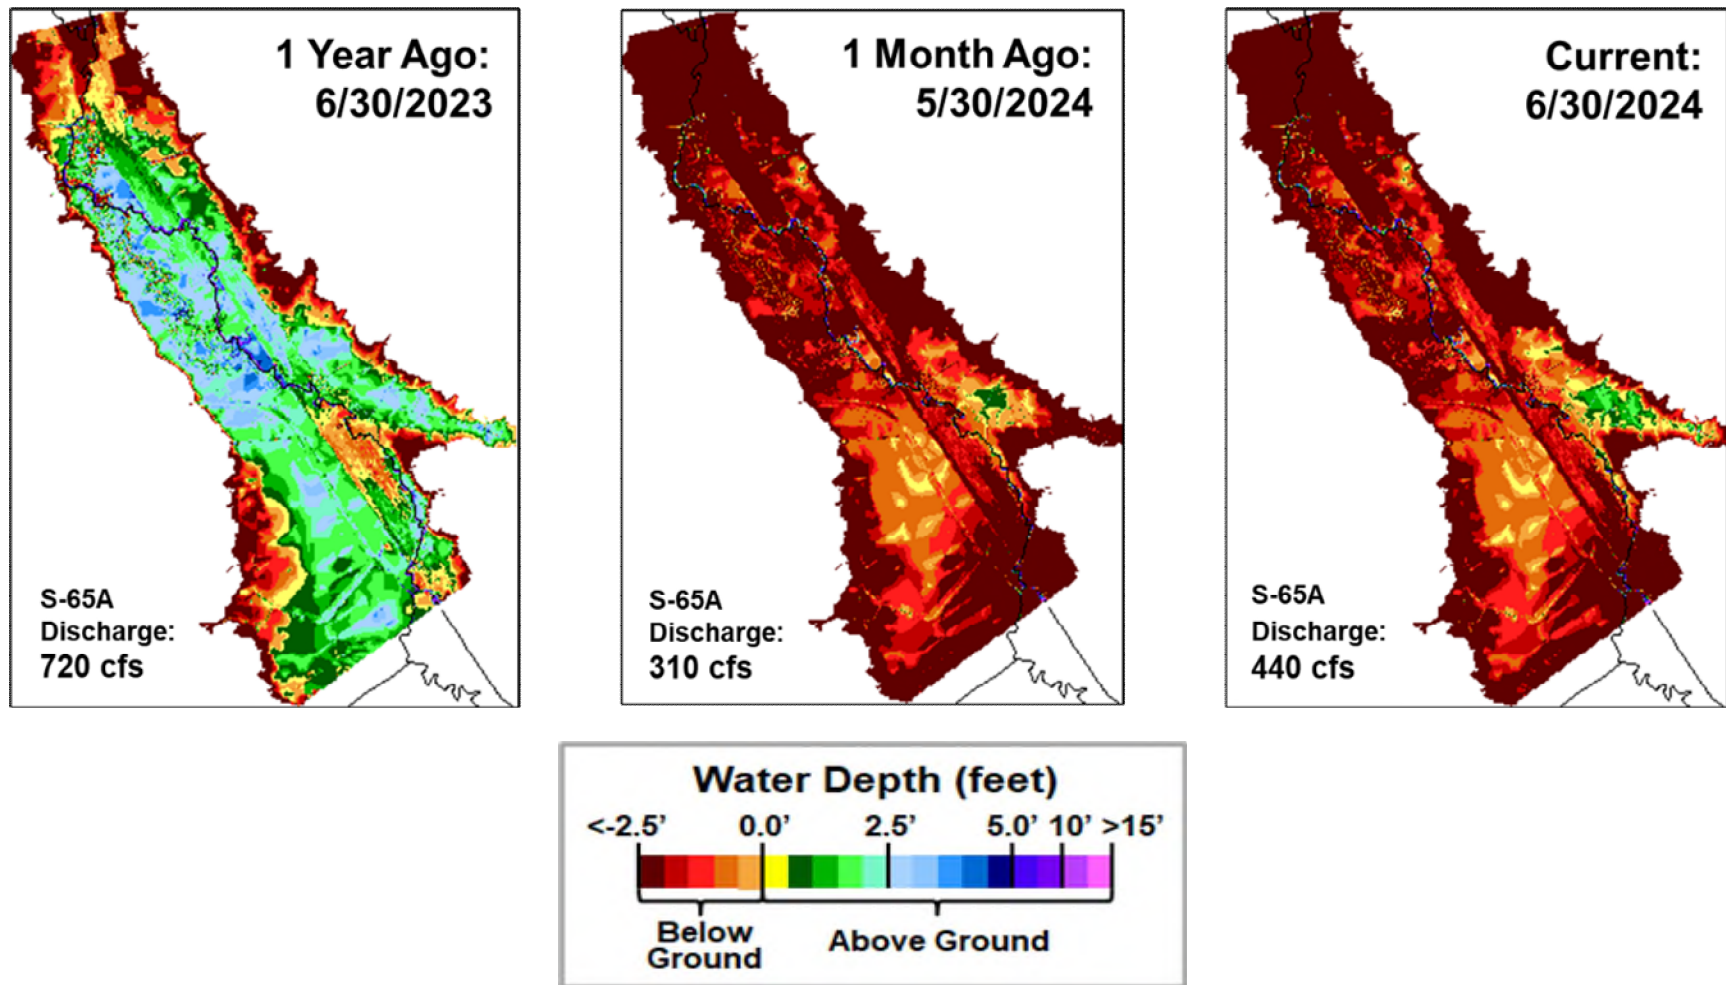 1 Year Ago:
6/30/2023
S-65A
Discharge:
720 cfs
1 Month Ago:
5/30/2024
S-65A
Discharge:
310 cfs
Current:
6/30/2024
S-65A
Discharge:
440 cfs
Water Depth (feet)
<-2.5' 0.0' 2.5' 5.0' 10' >15'
Below
Ground
Above Ground